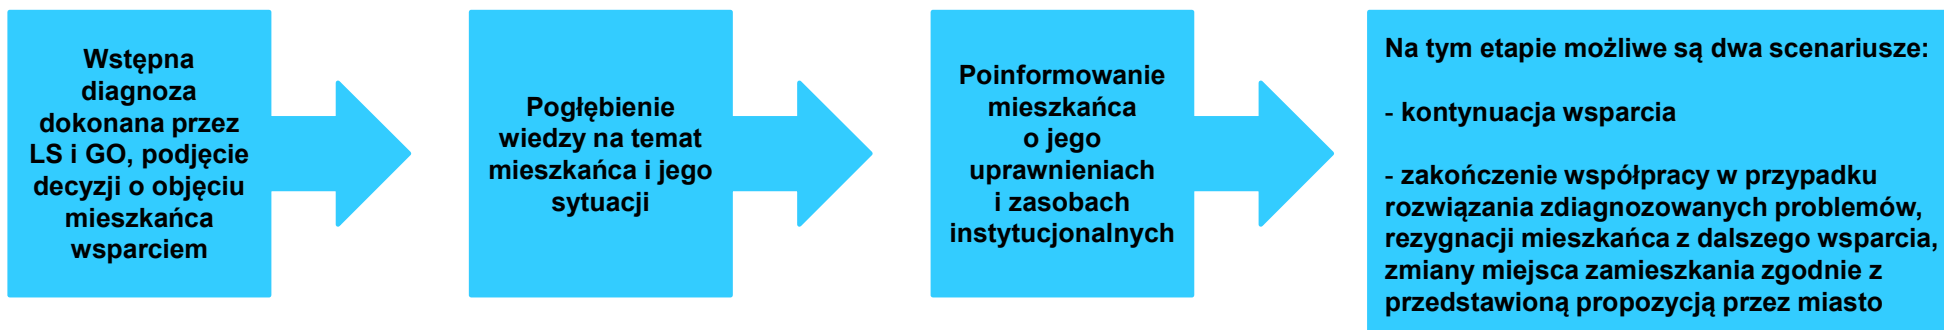 Wstępna
diagnoza
dokonana przez
LS i GO, podjęcie
decyzji o objęciu
mieszkańca
wsparciem
Pogłębienie
wiedzy na temat
mieszkańca i jego
sytuacji
Poinformowanie
mieszkańca
o jego
uprawnieniach
i zasobach
instytucjonalnych
Na tym etapie możliwe są dwa scenariusze:
- kontynuacja wsparcia
- zakończenie współpracy w przypadku
rozwiązania zdiagnozowanych problemów,
rezygnacji mieszkańca z dalszego wsparcia,
zmiany miejsca zamieszkania zgodnie z
przedstawioną propozycją przez miasto